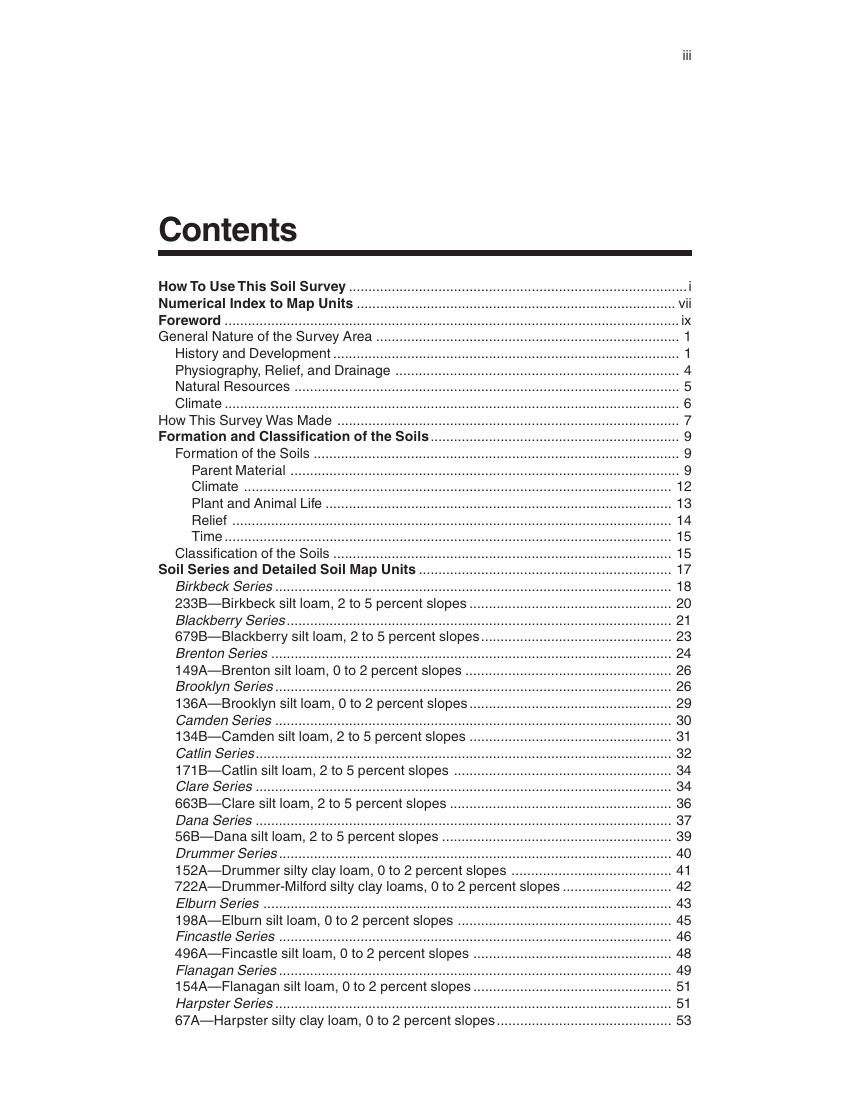 iii
Contents
How To Use This Soil Survey ..................................................................................... i
Numerical Index to Map Units ................................................................................ vii
Foreword ................................................................................................................... ix
General Nature of the Survey Area ............................................................................ 1
History and Development ....................................................................................... 1
Physiography, Relief, and Drainage ....................................................................... 4
Natural Resources ................................................................................................. 5
Climate ................................................................................................................... 6
How This Survey Was Made ...................................................................................... 7
Formation and Classification of the Soils ............................................................... 9
Formation of the Soils ............................................................................................ 9
Parent Material .................................................................................................. 9
Climate ............................................................................................................ 12
Plant and Animal Life ....................................................................................... 13
Relief ............................................................................................................... 14
Time ................................................................................................................. 15
Classification of the Soils ..................................................................................... 15
Soil Series and Detailed Soil Map Units ................................................................ 17
Birkbeck Series .................................................................................................... 18
233B—Birkbeck silt loam, 2 to 5 percent slopes ................................................... 20
Blackberry Series ................................................................................................. 21
679B—Blackberry silt loam, 2 to 5 percent slopes ................................................ 23
Brenton Series ..................................................................................................... 24
149A—Brenton silt loam, 0 to 2 percent slopes .................................................... 26
Brooklyn Series .................................................................................................... 26
136A—Brooklyn silt loam, 0 to 2 percent slopes ................................................... 29
Camden Series .................................................................................................... 30
134B—Camden silt loam, 2 to 5 percent slopes ................................................... 31
Catlin Series ......................................................................................................... 32
171B—Catlin silt loam, 2 to 5 percent slopes ....................................................... 34
Clare Series ......................................................................................................... 34
663B—Clare silt loam, 2 to 5 percent slopes ........................................................ 36
Dana Series ......................................................................................................... 37
56B—Dana silt loam, 2 to 5 percent slopes .......................................................... 39
Drummer Series ................................................................................................... 40
152A—Drummer silty clay loam, 0 to 2 percent slopes ........................................ 41
722A—Drummer-Milford silty clay loams, 0 to 2 percent slopes ........................... 42
Elburn Series ....................................................................................................... 43
198A—Elburn silt loam, 0 to 2 percent slopes ...................................................... 45
Fincastle Series ................................................................................................... 46
496A—Fincastle silt loam, 0 to 2 percent slopes .................................................. 48
Flanagan Series ................................................................................................... 49
154A—Flanagan silt loam, 0 to 2 percent slopes .................................................. 51
Harpster Series .................................................................................................... 51
67A—Harpster silty clay loam, 0 to 2 percent slopes ............................................ 53